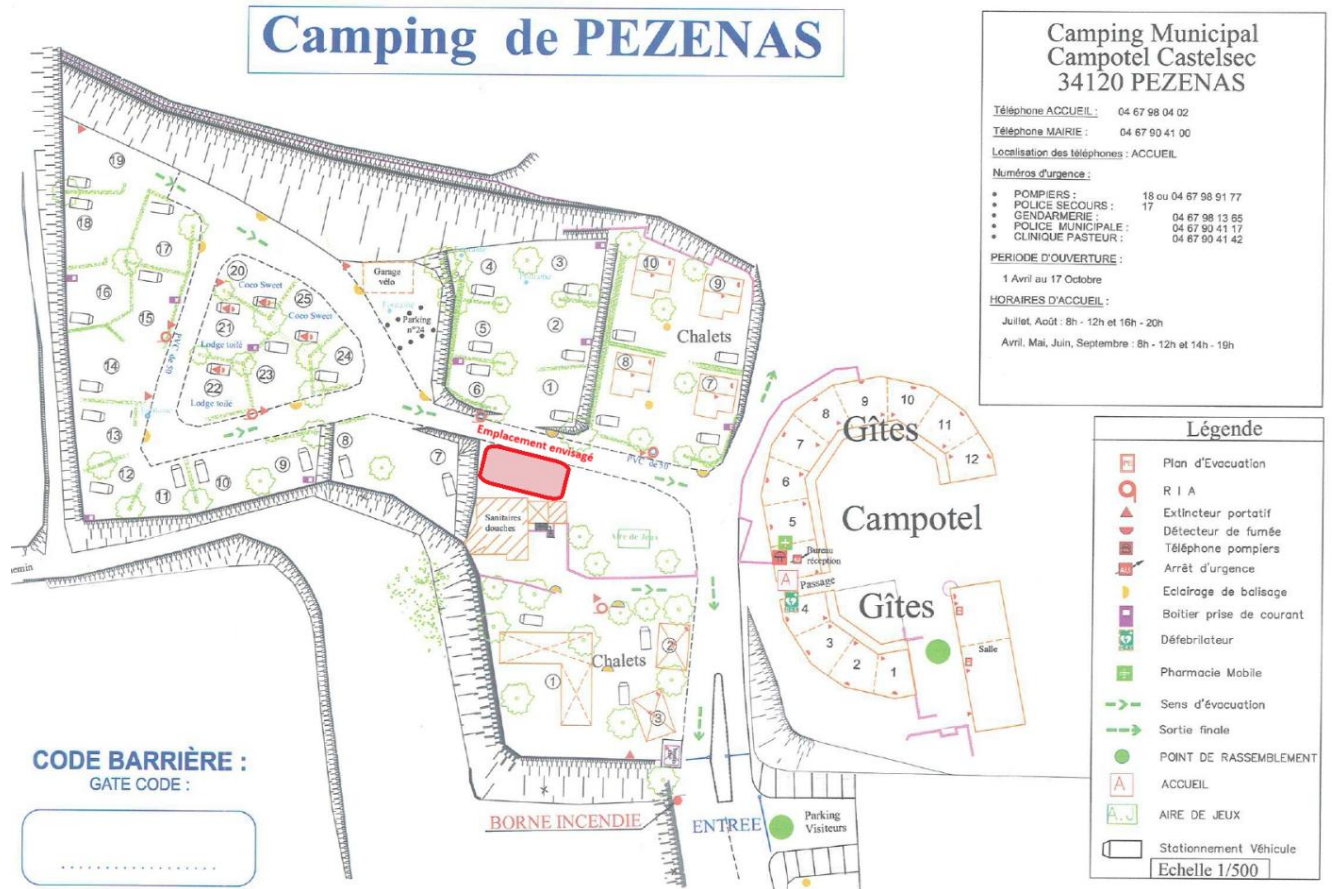 Camping de PEZENAS
Camping Municipal
Campotel Castelsec
34120 PEZENAS
Téléphone ACCUEIL : 04 67 98 04 02
Téléphone MAIRIE : 04 67 90 41 00
Localisation des téléphones : ACCUEIL
Numéros d'urgence :
POMPIERS : 18 ou 04 67 98 91 77
POLICE SECOURS : 17
GENDARMERIE : 04 67 98 13 65
POLICE MUNICIPALE : 04 67 90 41 17
CLINIQUE PASTEUR : 04 67 90 41 42
PERIODE D'OUVERTURE :
1 Avril au 17 Octobre
HORAIRES D'ACCUEIL :
Juillet, Août : 8h - 12h et 16h - 20h
Avril, Mai, Juin, Septembre : 8h - 12h et 14h - 19h
19
18
17
16
15
14
13
12
11
10
9
8
7
20
Coco Sweet
25
Coco Sweet
21
Lodge toilé
24
22
23
Lodge toilé
PVC de 50
Garage
vélo
Parking
n°24
4
3
5
2
6
1
10
9
Chalets
8
7
Emplacement envisagé
PVC de 50
Sanitaires
douches
Aire de Jeux
Chalets
1
2
3
Gîtes
5
6
7
8
9
10
11
12
Campotel
Bureau
réception
A
Passage
Gîtes
4
3
2
1
Salle
Légende
Plan d'Evacuation
R I A
Extincteur portatif
Détecteur de fumée
Téléphone pompiers
Arrêt d'urgence
Eclairage de balisage
Boitier prise de courant
Défebrilateur
Pharmacie Mobile
Sens d'évacuation
Sortie finale
POINT DE RASSEMBLEMENT
A ACCUEIL
A.J AIRE DE JEUX
Stationnement Véhicule
Echelle 1/500
CODE BARRIÈRE :
GATE CODE :
BORNE INCENDIE
ENTREE
Parking
Visiteurs